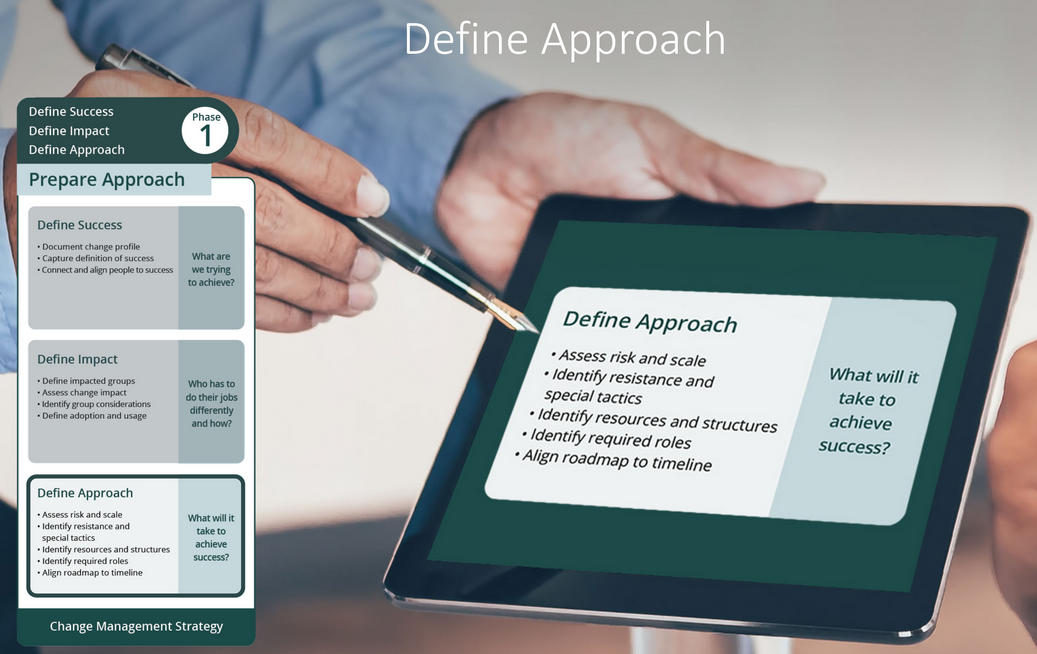 Define Approach
Define Success
Define Impact
Define Approach
Phase
1
Prepare Approach
Define Success
• Document change profile
• Capture definition of success
• Connect and align people to success
What are
we trying
to achieve?
Define Impact
• Define impacted groups
• Assess change impact
• Identify group considerations
• Define adoption and usage
Who has to
do their jobs
differently
and how?
Define Approach
• Assess risk and scale
• Identify resistance and
special tactics
• Identify resources and structures
• Identify required roles
• Align roadmap to timeline
What will it
take to
achieve
success?
Change Management Strategy
Define Approach
• Assess risk and scale
• Identify resistance and
special tactics
• Identify resources and structures
• Identify required roles
• Align roadmap to timeline
What will it
take to
achieve
success?